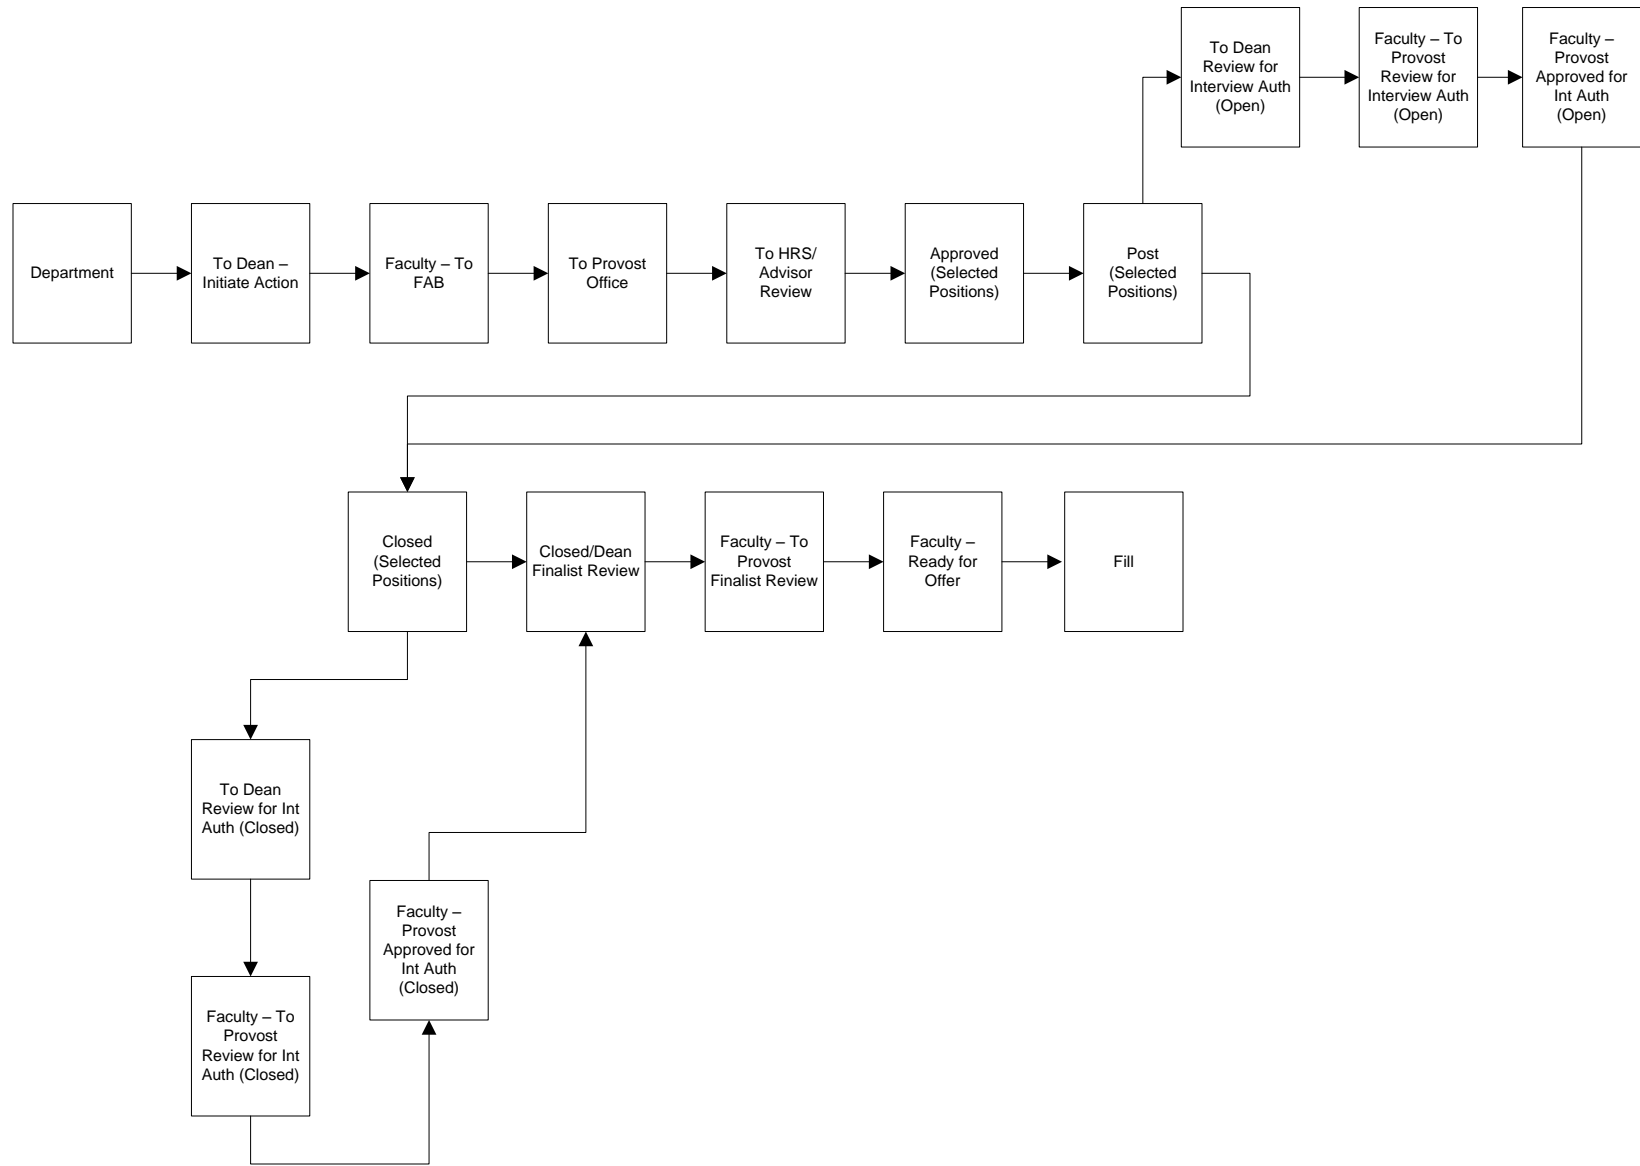 To Dean
Review for
Interview Auth
(Open)
Faculty – To
Provost
Review for
Interview Auth
(Open)
Faculty –
Provost
Approved for
Int Auth
(Open)
Department
To Dean –
Initiate Action
Faculty – To
FAB
To Provost
Office
To HRS/
Advisor
Review
Approved
(Selected
Positions)
Post
(Selected
Positions)
Closed
(Selected
Positions)
Closed/Dean
Finalist Review
Faculty – To
Provost
Finalist Review
Faculty –
Ready for
Offer
Fill
To Dean
Review for Int
Auth (Closed)
Faculty –
Provost
Approved for
Int Auth
(Closed)
Faculty – To
Provost
Review for Int
Auth (Closed)